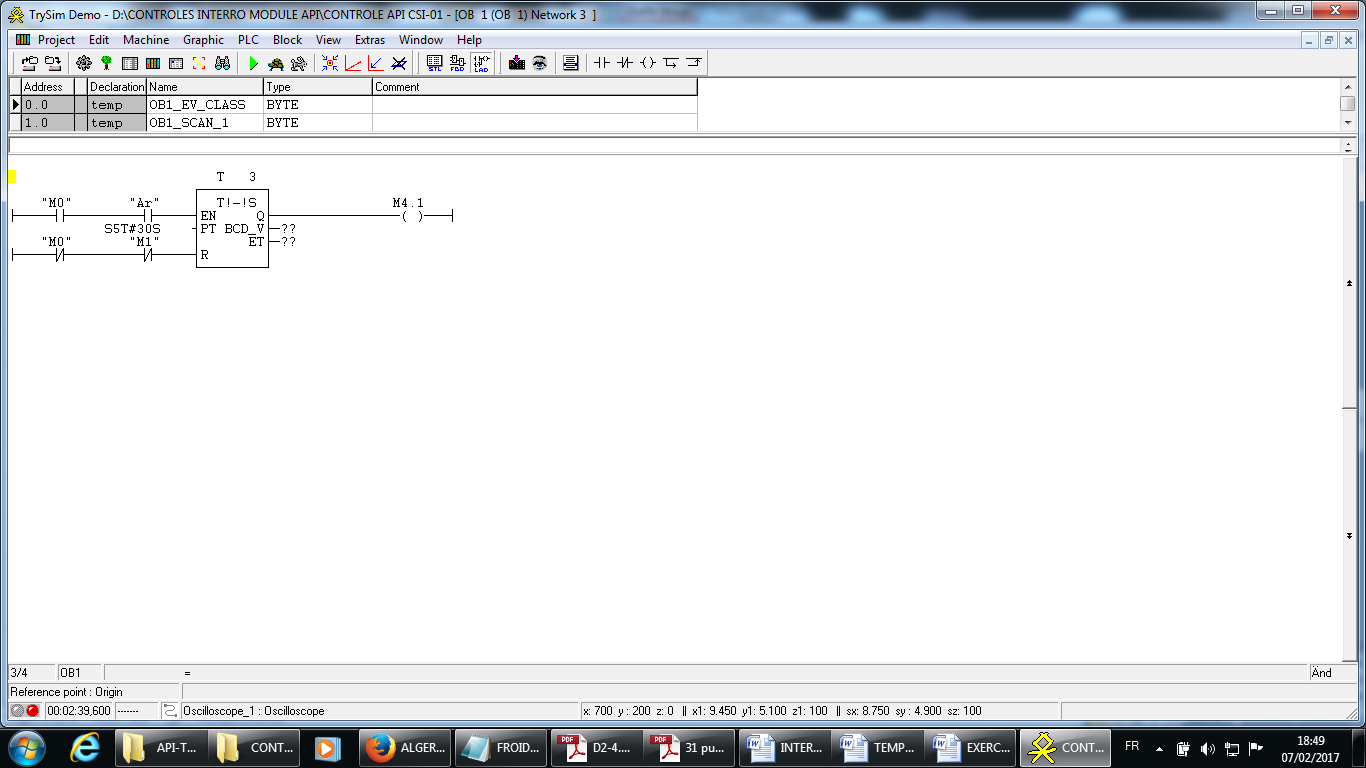 TrySim Demo - D:\CONTROLES INTERRO MODULE API\CONTROLE API CSI-01 - [OB 1 (OB 1) Network 3 ]
Project Edit Machine Graphic PLC Block View Extras Window Help
STL FBD LAD
Address Declaration Name Type Comment
0.0 temp OB1_EV_CLASS BYTE
1.0 temp OB1_SCAN_1 BYTE
T 3
"M0" "Ar" T!-!S M4.1
EN Q ( )
S5T#30S PT BCD_V ??
"M0" "M1" ET ??
R
3/4 OB1 = Änd
Reference point : Origin
00:02:39,600 ------- Oscilloscope_1 : Oscilloscope x: 700 y : 200 z: 0 || x1: 9.450 y1: 5.100 z1: 100 || sx: 8.750 sy : 4.900 sz: 100
API-T... CONT... ALGER... FROID... D2-4.... 31 pu... INTER... TEMP... EXERC... CONT... FR 18:49
07/02/2017